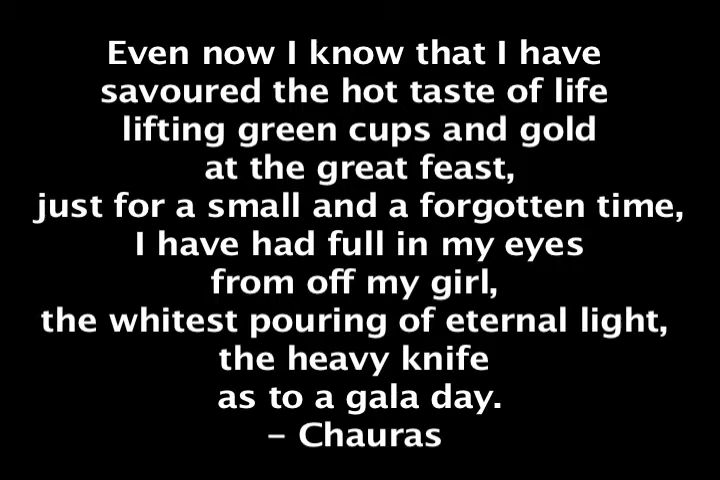 Even now I know that I have
savoured the hot taste of life
lifting green cups and gold
at the great feast,
just for a small and a forgotten time,
I have had full in my eyes
from off my girl,
the whitest pouring of eternal light,
the heavy knife
as to a gala day.
– Chauras